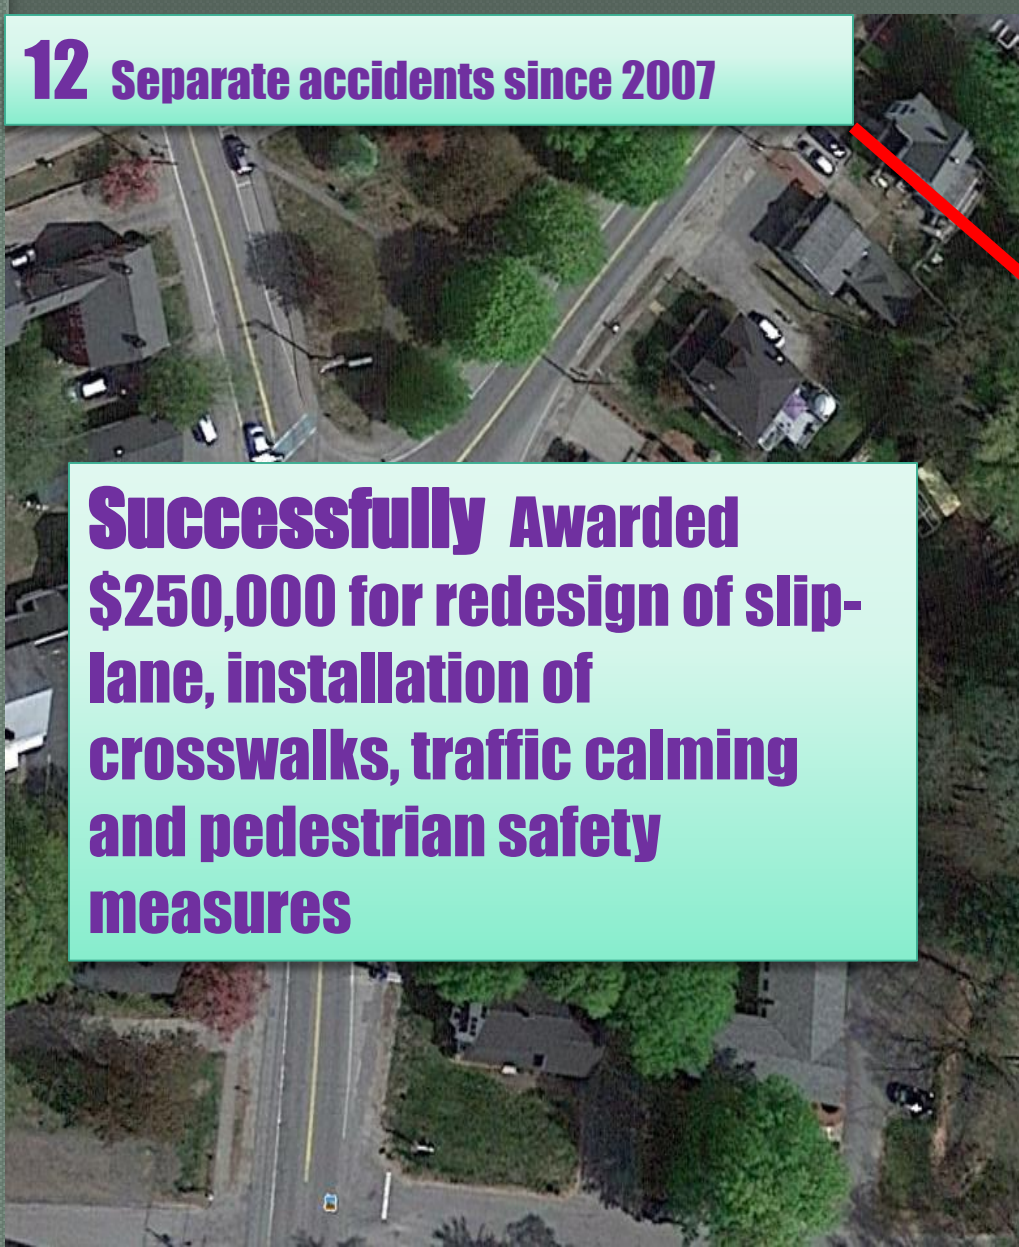 12 Separate accidents since 2007
Successfully Awarded
$250,000 for redesign of slip-
lane, installation of
crosswalks, traffic calming
and pedestrian safety
measures